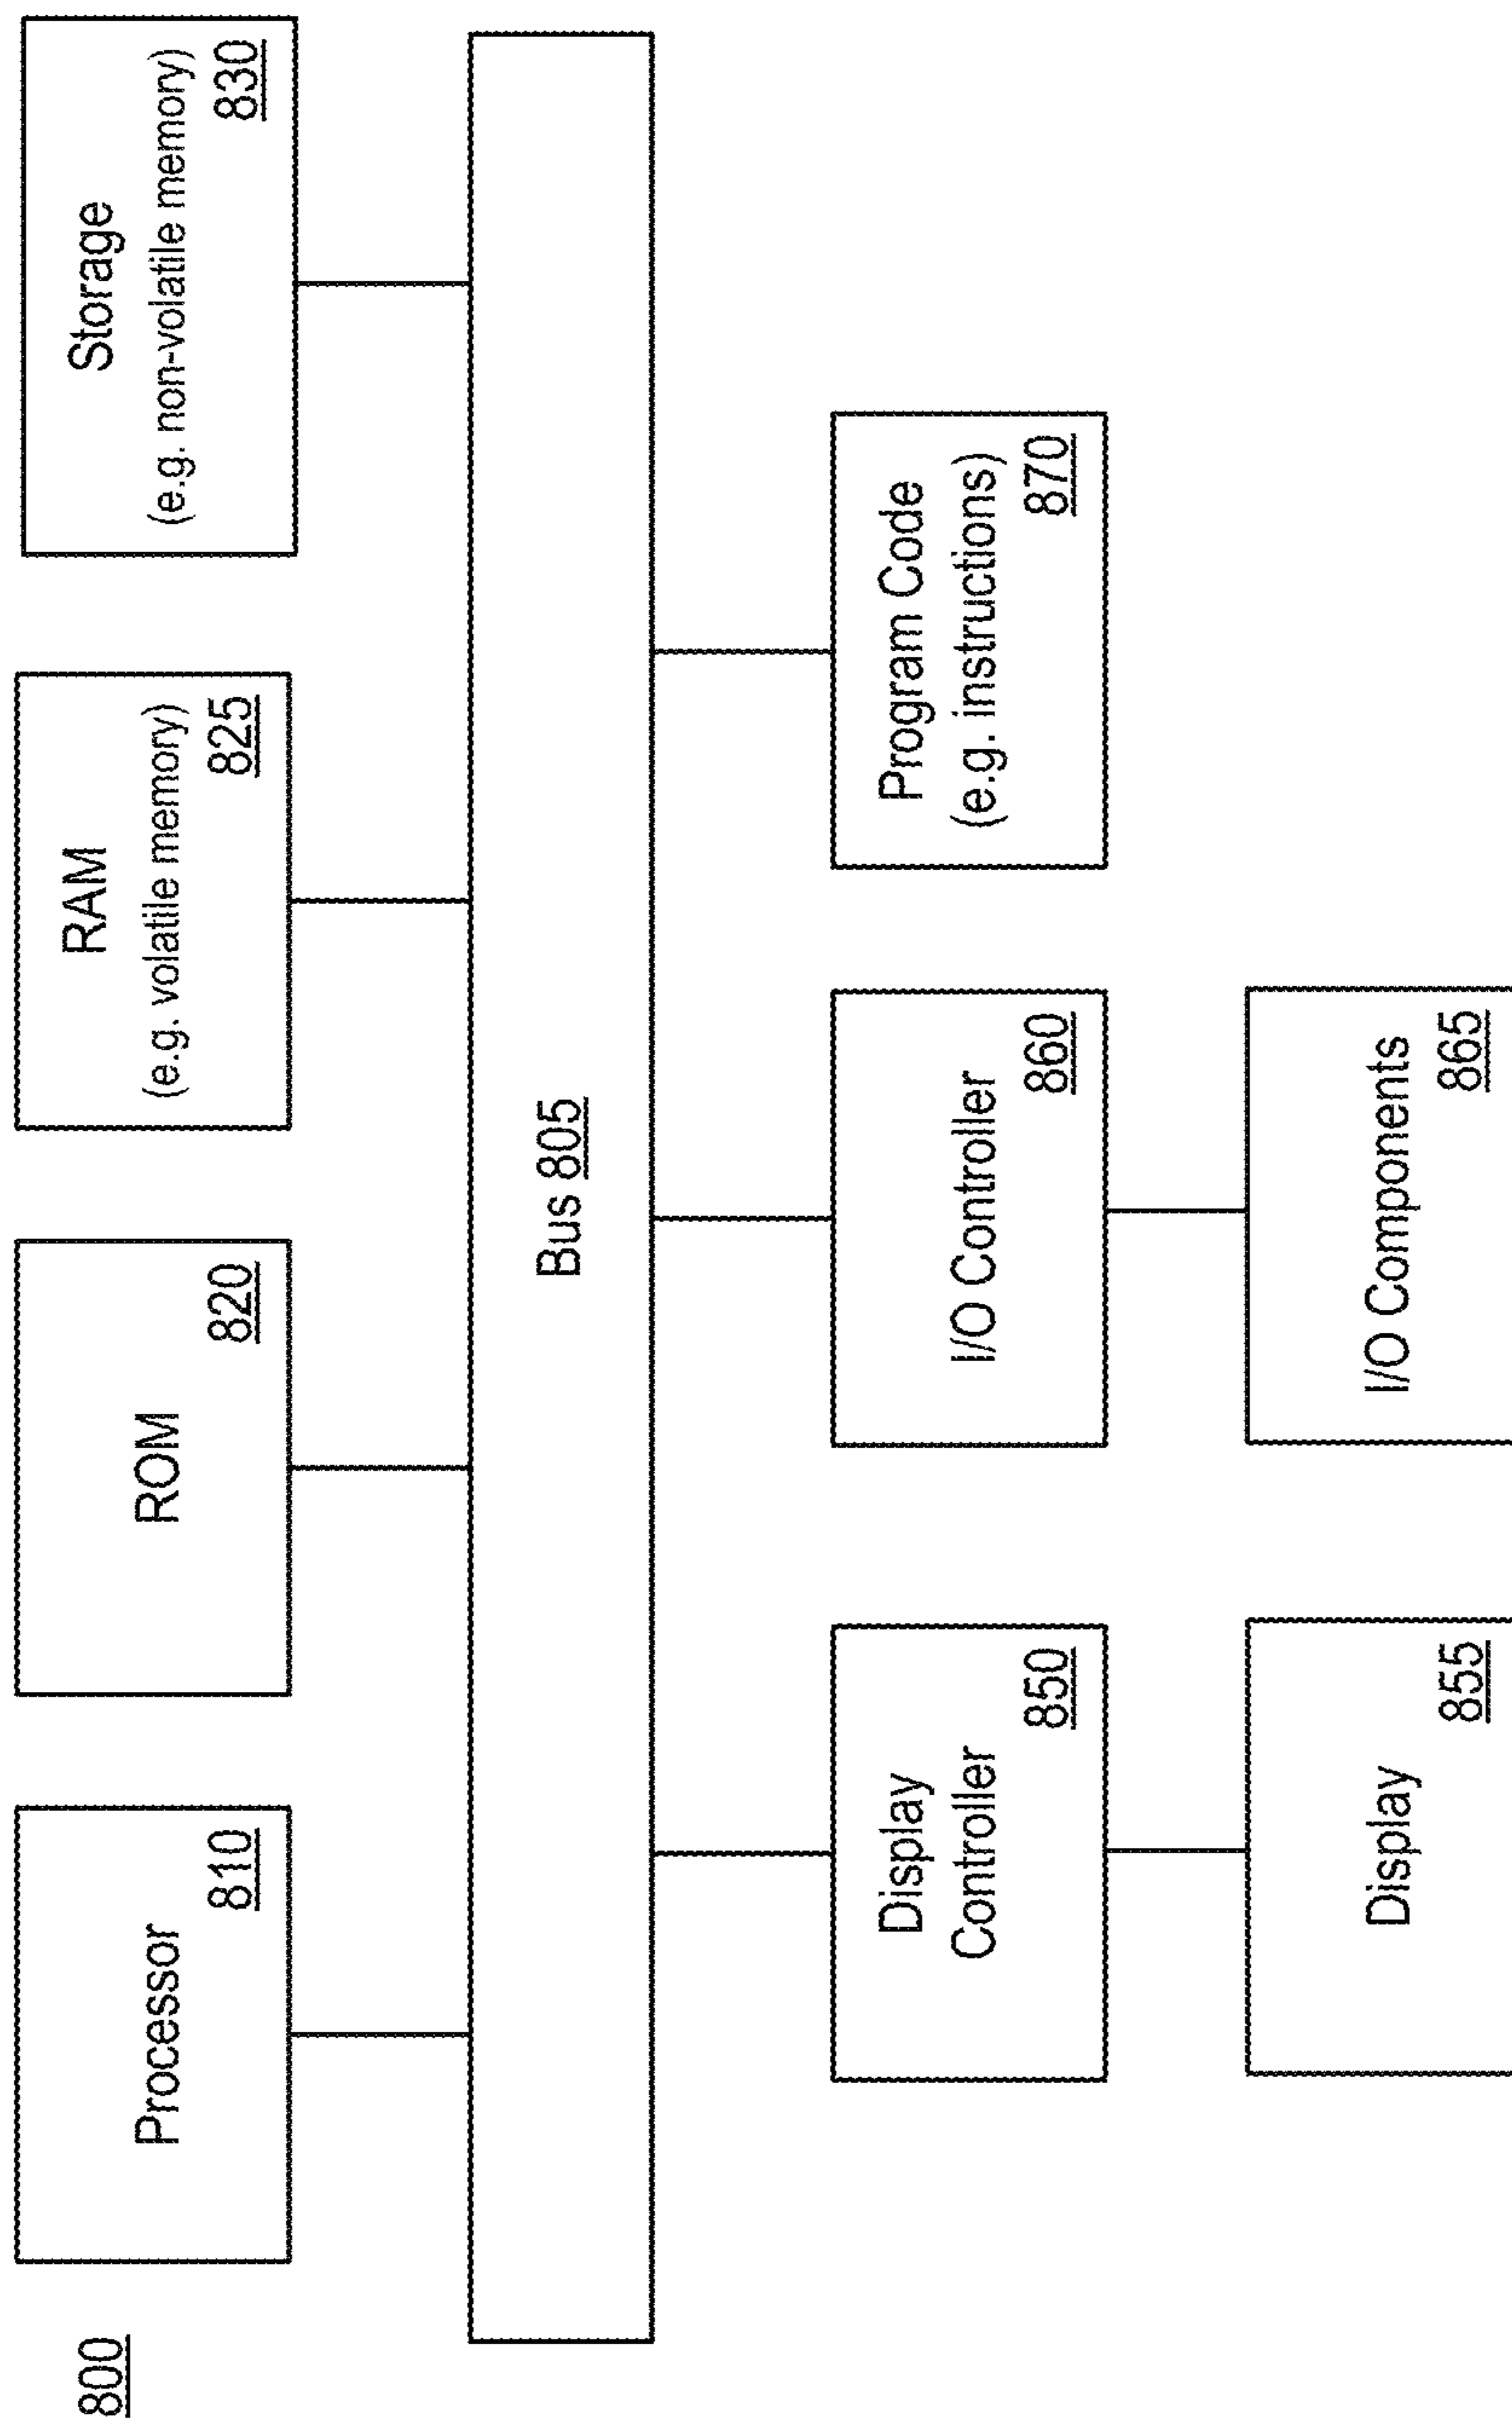 800
Processor
810
ROM
820
RAM
(e.g. volatile memory)
825
Storage
(e.g. non-volatile memory)
830
Bus 805
Display
Controller
850
I/O Controller
860
Program Code
(e.g. instructions)
870
Display
855
I/O Components
865